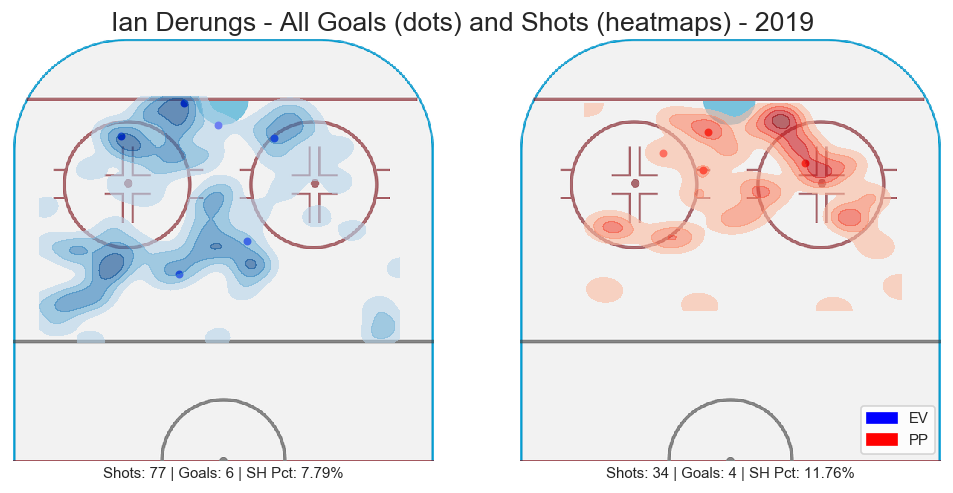 Ian Derungs - All Goals (dots) and Shots (heatmaps) - 2019
EV
PP
Shots: 77 | Goals: 6 | SH Pct: 7.79%
Shots: 34 | Goals: 4 | SH Pct: 11.76%